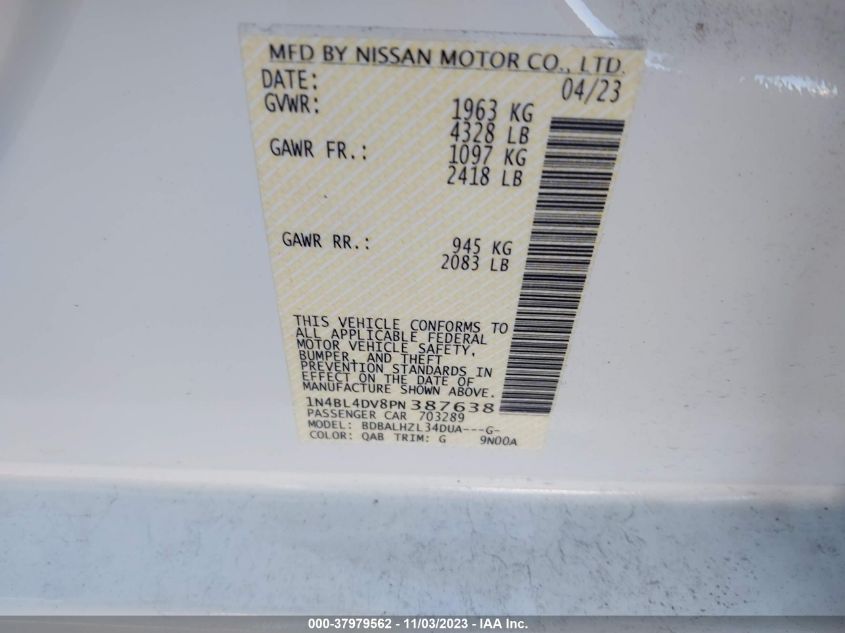 MFD BY NISSAN MOTOR CO., LTD.
DATE: 04/23
GVWR: 1963 KG
4328 LB
GAWR FR.: 1097 KG
2418 LB
GAWR RR.: 945 KG
2083 LB
THIS VEHICLE CONFORMS TO
ALL APPLICABLE FEDERAL
MOTOR VEHICLE SAFETY,
BUMPER, AND THEFT
PREVENTION STANDARDS IN
EFFECT ON THE DATE OF
MANUFACTURE SHOWN ABOVE.
1N4BL4DV8PN387638
PASSENGER CAR 703289
MODEL: BDBALHZL34DUA---G-
COLOR: QAB TRIM: G 9N00A
000-37979562 - 11/03/2023 - IAA Inc.